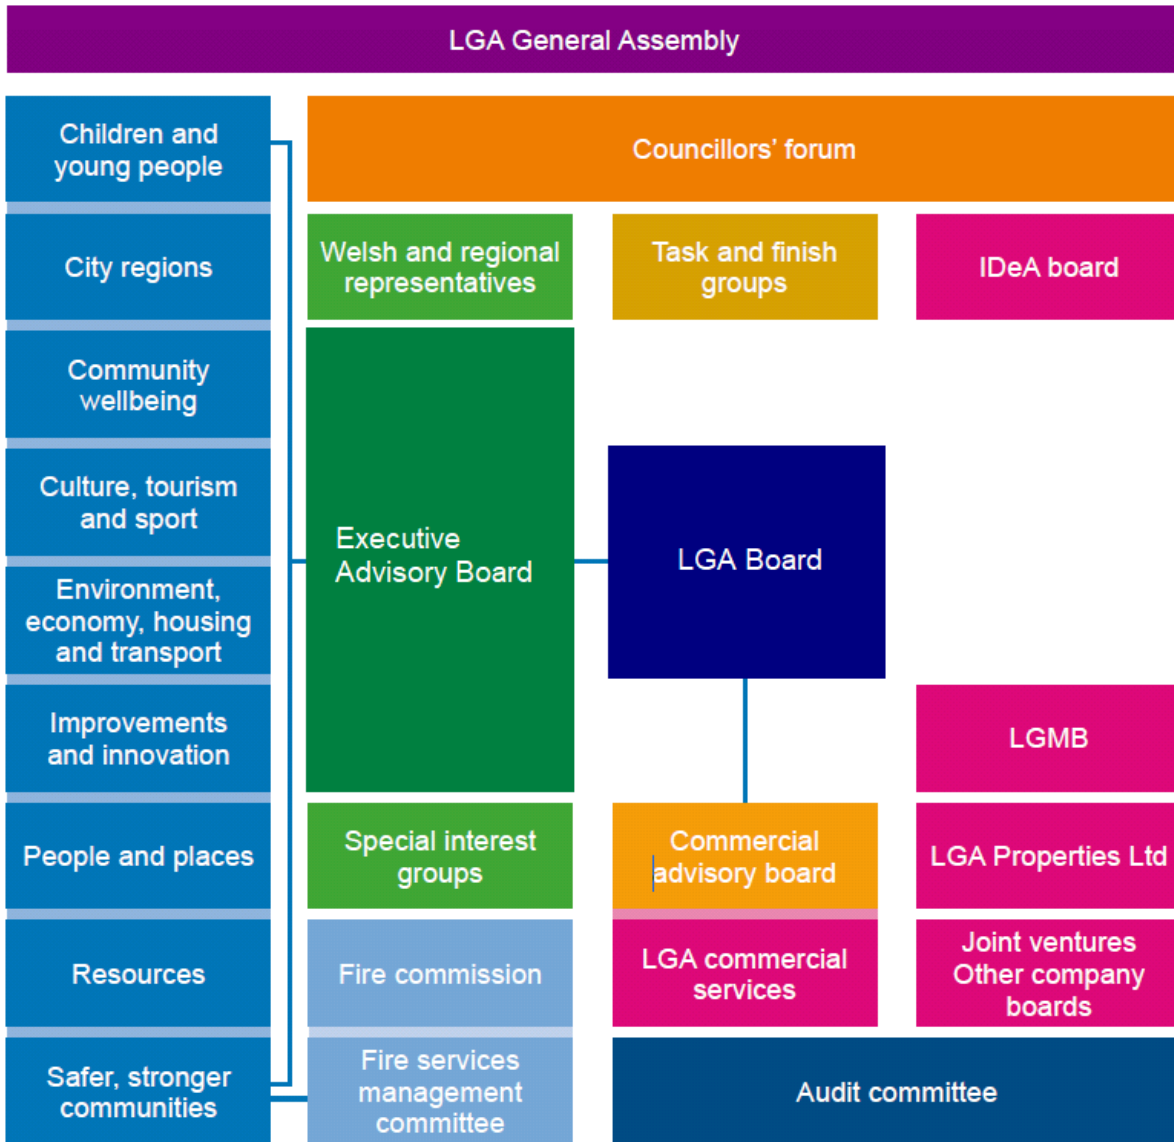 LGA General Assembly
Children and
young people
Councillors’ forum
City regions
Welsh and regional
representatives
Task and finish
groups
IDeA board
Community
wellbeing
Culture, tourism
and sport
Executive
Advisory Board
LGA Board
Environment,
economy, housing
and transport
Improvements
and innovation
LGMB
People and places
Special interest
groups
Commercial
advisory board
LGA Properties Ltd
Resources
Fire commission
LGA commercial
services
Joint ventures
Other company
boards
Safer, stronger
communities
Fire services
management
committee
Audit committee